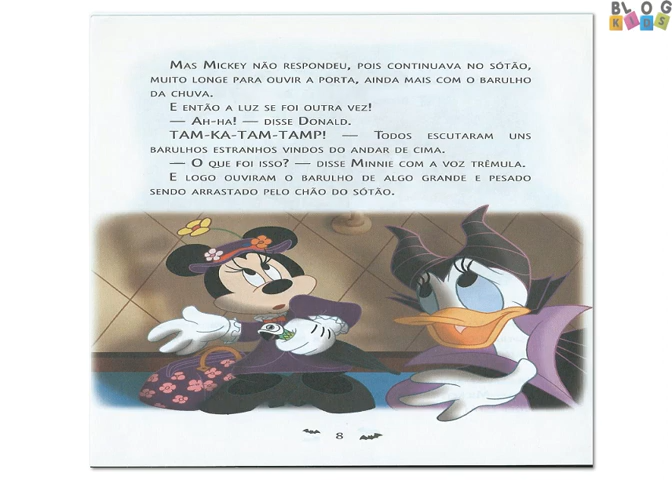 BLOG
KIDS
MAS MICKEY NÃO RESPONDEU, POIS CONTINUAVA NO SÓTÃO,
MUITO LONGE PARA OUVIR A PORTA, AINDA MAIS COM O BARULHO
DA CHUVA.
E ENTÃO A LUZ SE FOI OUTRA VEZ!
— AH-HA! — DISSE DONALD.
TAM-KA-TAM-TAMP! — TODOS ESCUTARAM UNS
BARULHOS ESTRANHOS VINDOS DO ANDAR DE CIMA.
— O QUE FOI ISSO? — DISSE MINNIE COM A VOZ TRÊMULA.
E LOGO OUVIRAM O BARULHO DE ALGO GRANDE E PESADO
SENDO ARRASTADO PELO CHÃO DO SÓTÃO.
8